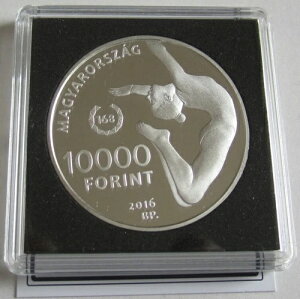 MAGYARORSZÁG
168
10000
FORINT
2016
BP.